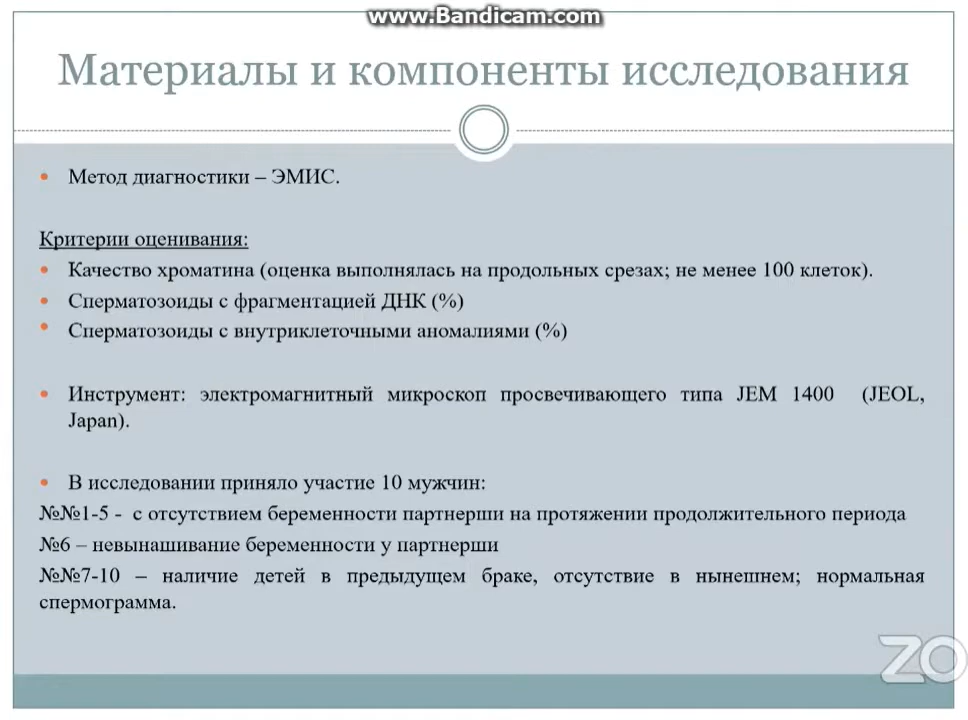 www.Bandicam.com
Материалы и компоненты исследования
• Метод диагностики – ЭМИС.
Критерии оценивания:
• Качество хроматина (оценка выполнялась на продольных срезах; не менее 100 клеток).
• Сперматозоиды с фрагментацией ДНК (%)
• Сперматозоиды с внутриклеточными аномалиями (%)
• Инструмент: электромагнитный микроскоп просвечивающего типа JEM 1400 (JEOL,
Japan).
• В исследовании приняло участие 10 мужчин:
№№1-5 - с отсутствием беременности партнерши на протяжении продолжительного периода
№6 – невынашивание беременности у партнерши
№№7-10 – наличие детей в предыдущем браке, отсутствие в нынешнем; нормальная
спермограмма.
ZO